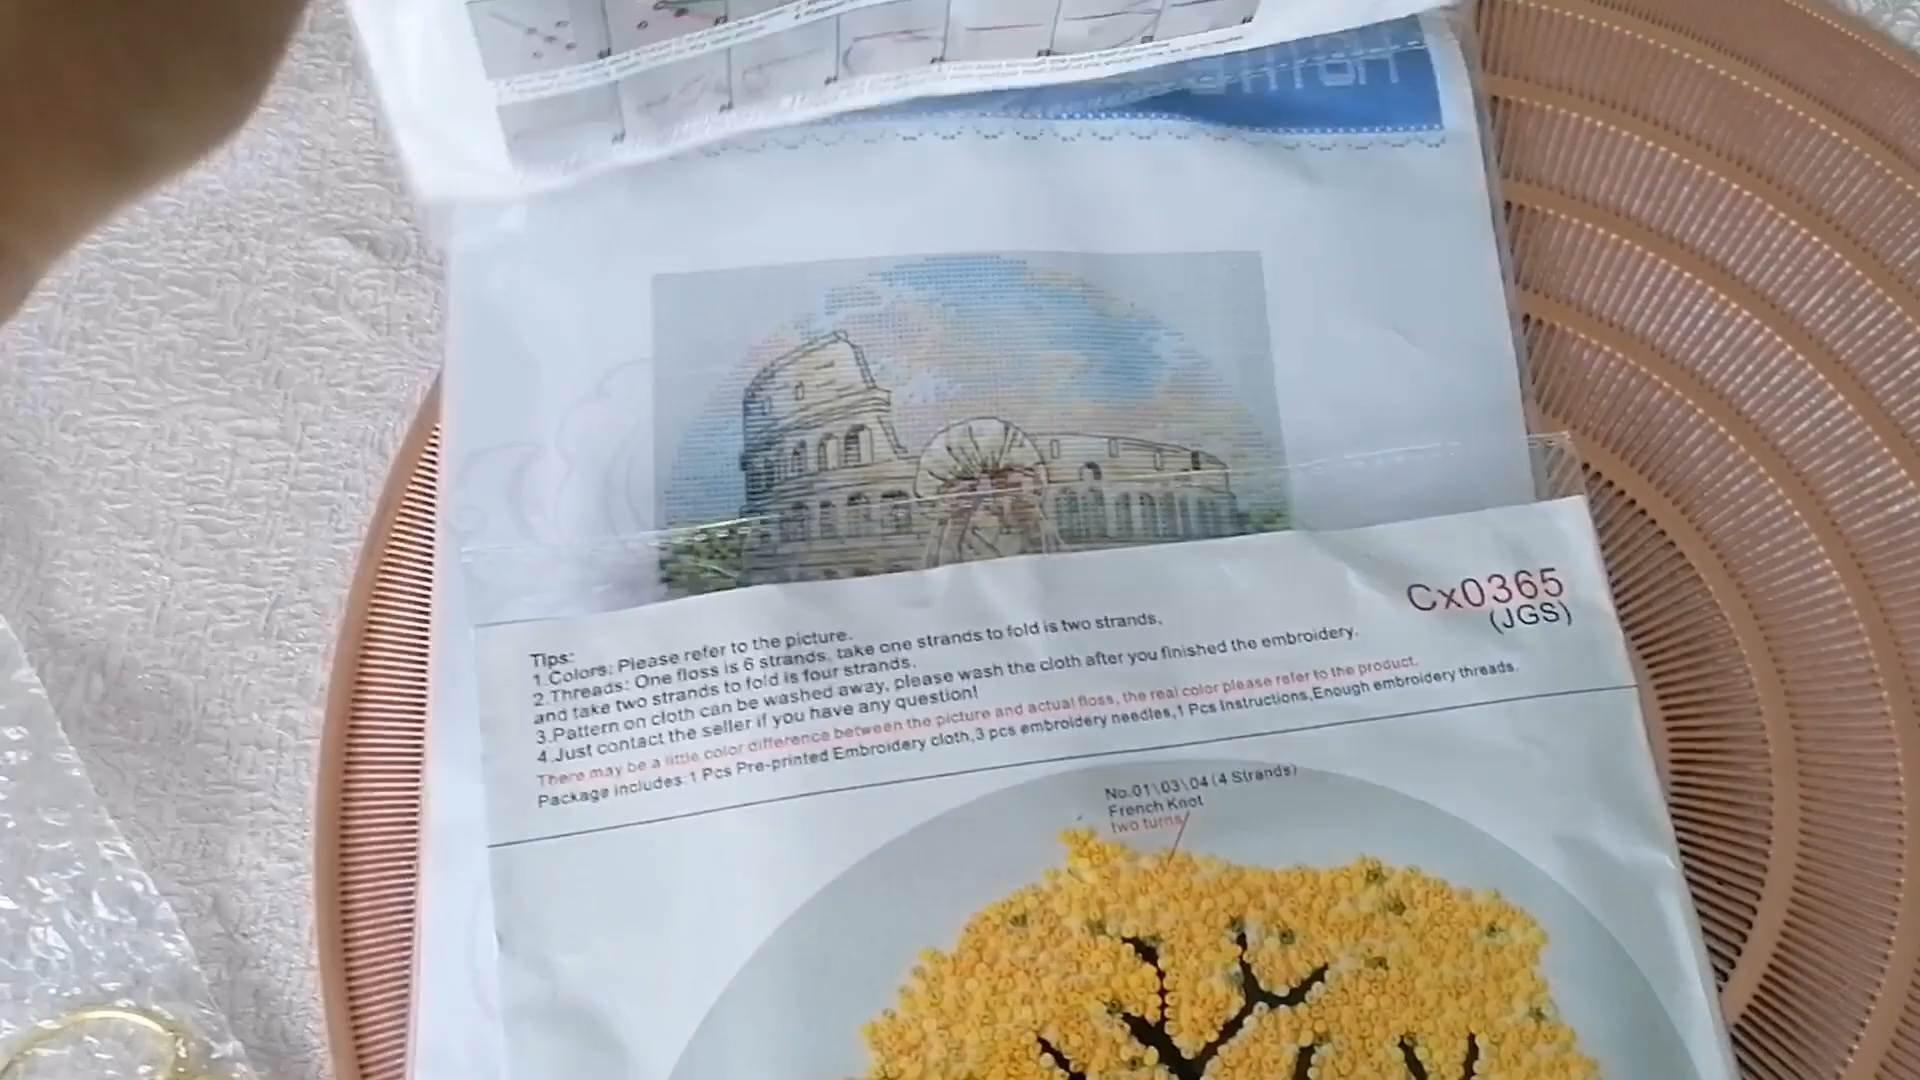 Cx0365
(JGS)
Tips:
1.Colors: Please refer to the picture.
2.Threads: One floss is 6 strands, take one strands to fold is two strands,
and take two strands to fold is four strands.
3.Pattern on cloth can be washed away, please wash the cloth after you finished the embroidery.
4.Just contact the seller if you have any question!
There may be a little color difference between the picture and actual floss, the real color please refer to the product.
Package includes:1 Pcs Pre-printed Embroidery cloth,3 pcs embroidery needles,1 Pcs Instructions,Enough embroidery threads.
No.01\03\04 (4 Strands)
French Knot
two turns